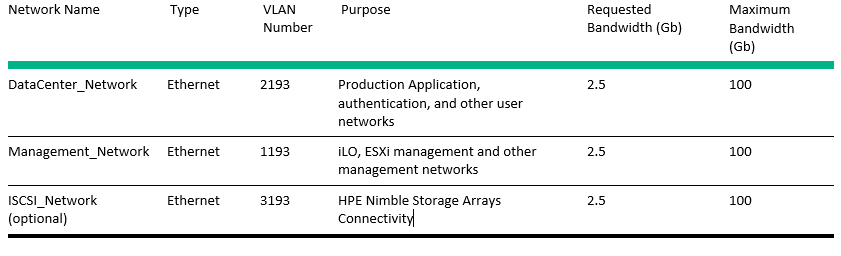 Network Name Type VLAN Number Purpose Requested Bandwidth (Gb) Maximum Bandwidth (Gb)
DataCenter_Network Ethernet 2193 Production Application, authentication, and other user networks 2.5 100
Management_Network Ethernet 1193 iLO, ESXi management and other management networks 2.5 100
ISCSI_Network (optional) Ethernet 3193 HPE Nimble Storage Arrays Connectivity 2.5 100